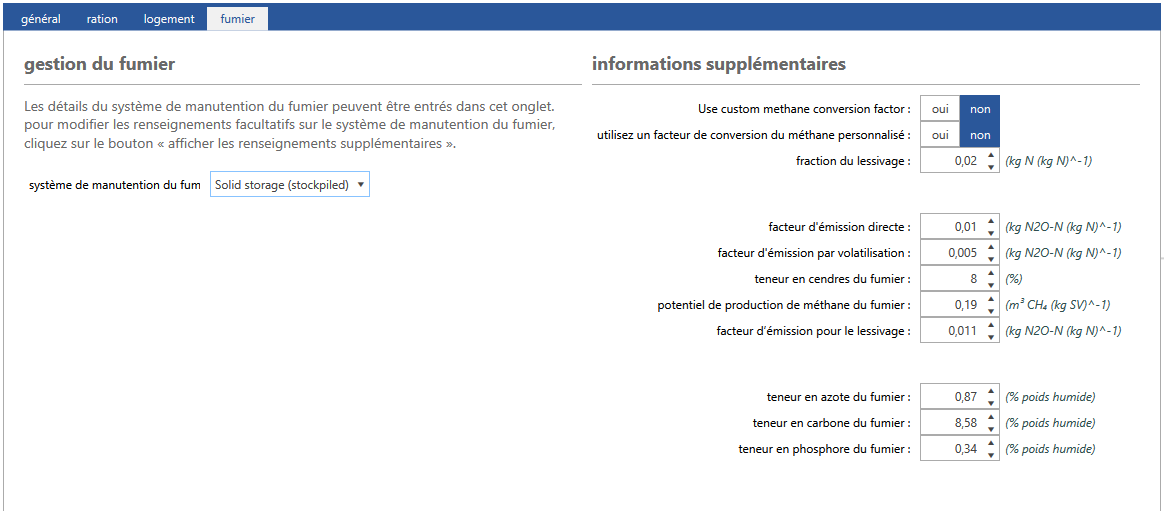 général ration logement fumier
gestion du fumier
Les détails du système de manutention du fumier peuvent être entrés dans cet onglet.
pour modifier les renseignements facultatifs sur le système de manutention du fumier,
cliquez sur le bouton « afficher les renseignements supplémentaires ».
système de manutention du fum Solid storage (stockpiled)
informations supplémentaires
Use custom methane conversion factor : oui non
utilisez un facteur de conversion du méthane personnalisé : oui non
fraction du lessivage : 0,02 (kg N (kg N)^-1)
facteur d'émission directe : 0,01 (kg N2O-N (kg N)^-1)
facteur d'émission par volatilisation : 0,005 (kg N2O-N (kg N)^-1)
teneur en cendres du fumier : 8 (%)
potentiel de production de méthane du fumier : 0,19 (m³ CH₄ (kg SV)^-1)
facteur d’émission pour le lessivage : 0,011 (kg N2O-N (kg N)^-1)
teneur en azote du fumier : 0,87 (% poids humide)
teneur en carbone du fumier : 8,58 (% poids humide)
teneur en phosphore du fumier : 0,34 (% poids humide)